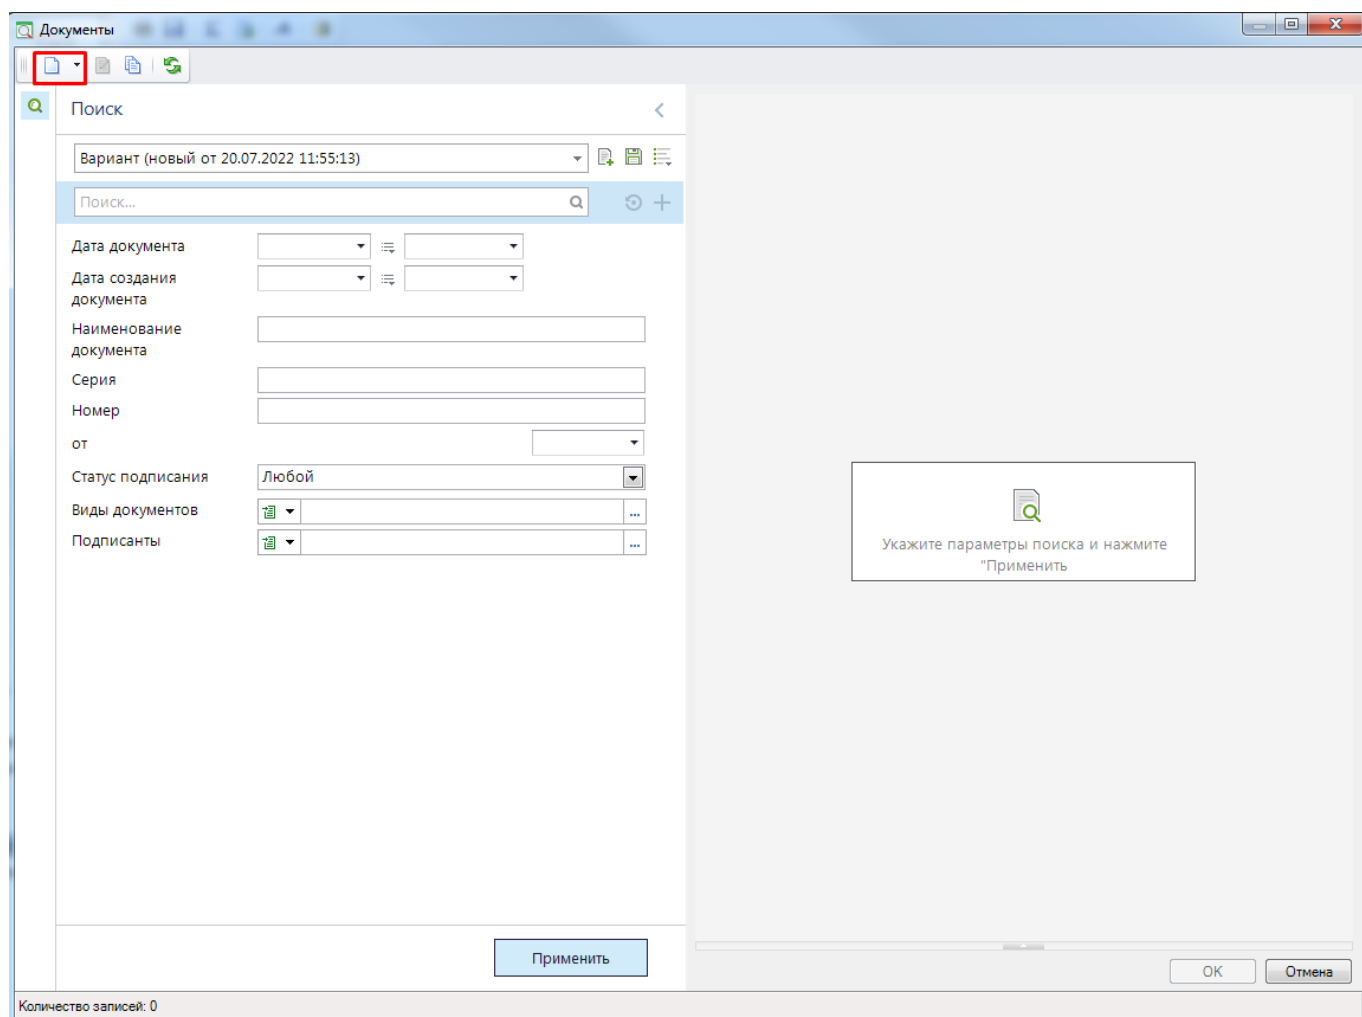 Документы
Поиск
Вариант (новый от 20.07.2022 11:55:13)
Поиск...
Дата документа
Дата создания
документа
Наименование
документа
Серия
Номер
от
Статус подписания
Любой
Виды документов
...
Подписанты
...
Укажите параметры поиска и нажмите
"Применить
Применить
OK
Отмена
Количество записей: 0